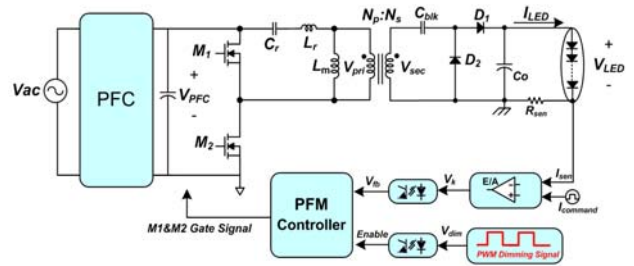 Vac
PFC
+
V_PFC
-
M1
M2
Cr
Lr
Lm
Np:Ns
Vpri
Vsec
Cblk
D1
D2
Co
ILED
+
VLED
-
Rsen
Isen
E/A
Icommand
Vk
Vfb
PFM
Controller
M1&M2 Gate Signal
Enable
Vdim
PWM Dimming Signal